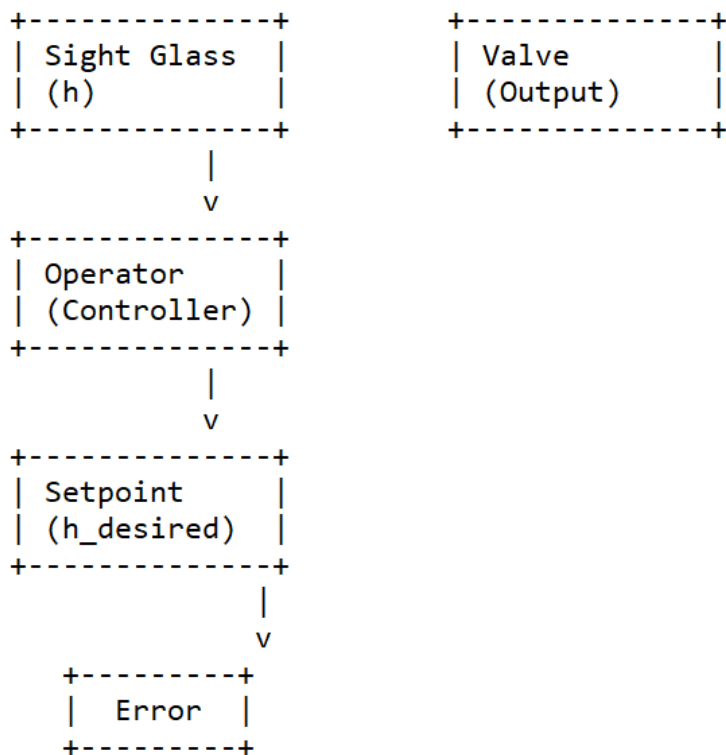 Sight Glass
(h)
Valve
(Output)
v
Operator
(Controller)
v
Setpoint
(h_desired)
v
Error